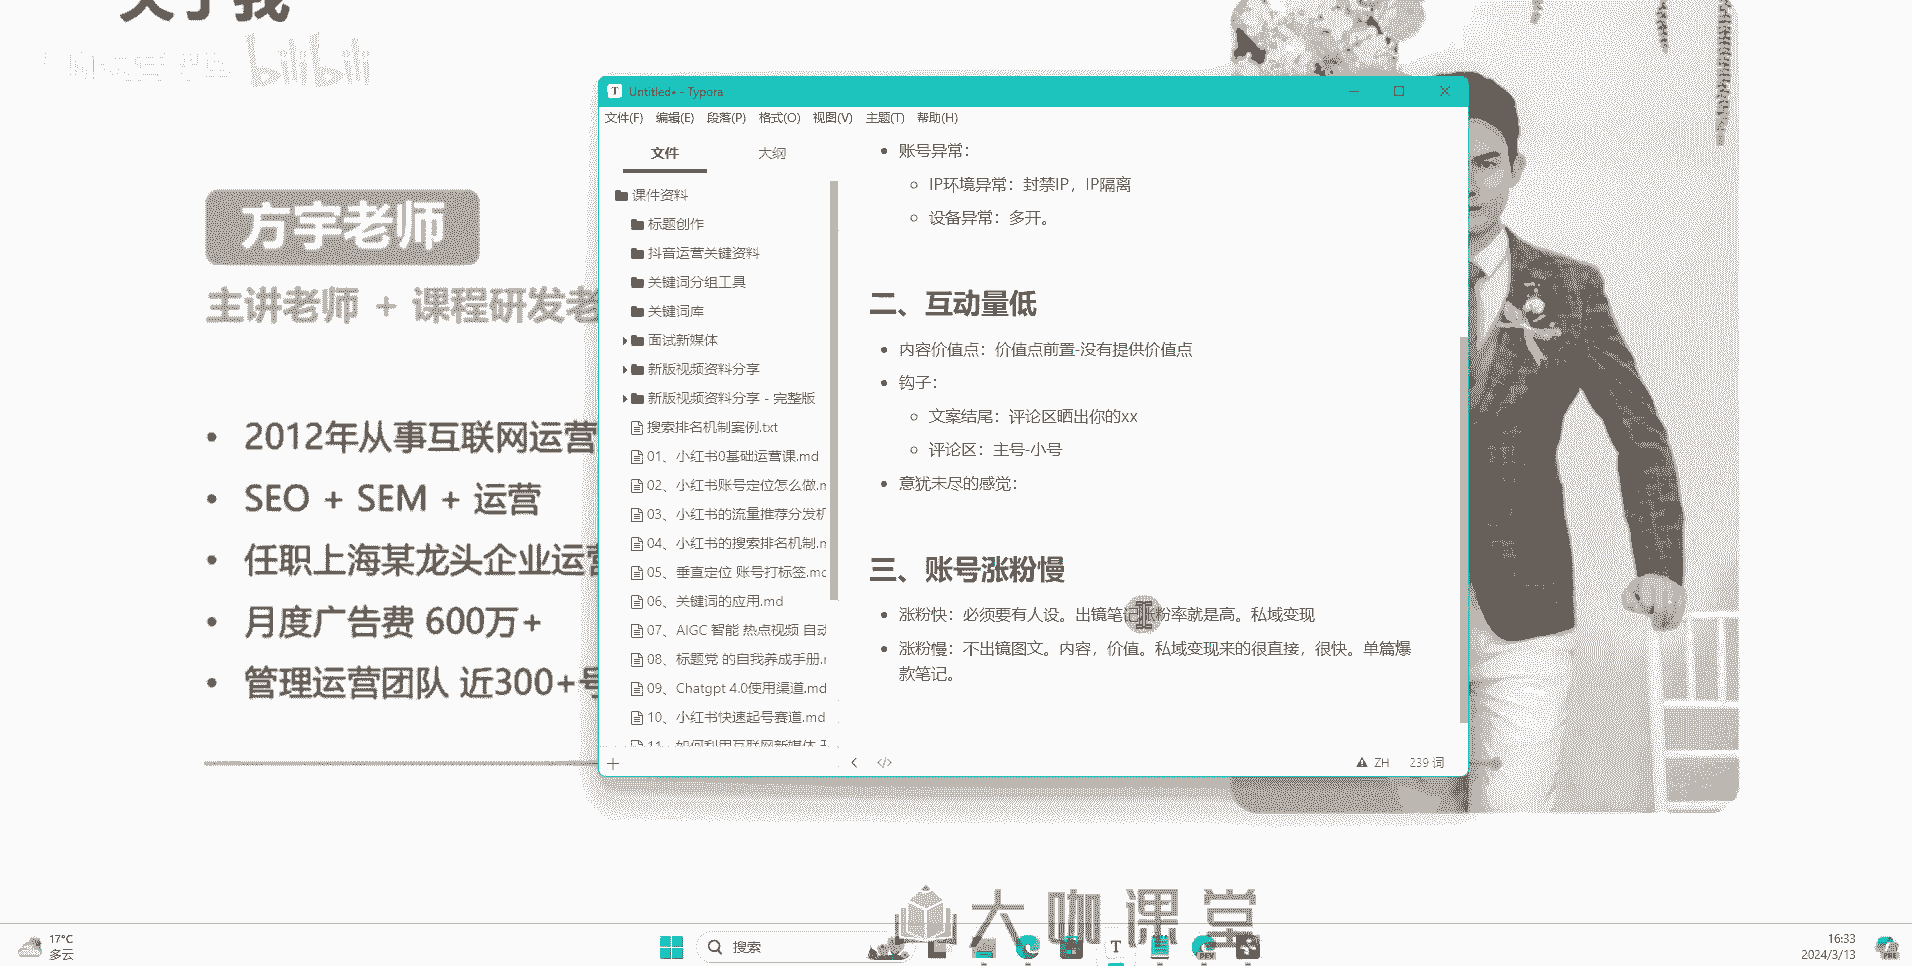 关于我
bilibili
方宇老师
主讲老师 + 课程研发老
2012年从事互联网运营
SEO + SEM + 运营
任职上海某龙头企业运营
月度广告费 600万+
管理运营团队 近300+号
Untitled• - Typora
文件(F) 编辑(E) 段落(P) 格式(O) 视图(V) 主题(T) 帮助(H)
文件 大纲
课件资料
标题创作
抖音运营关键资料
关键词分组工具
关键词库
面试新媒体
新版视频资料分享
新版视频资料分享 - 完整版
搜索排名机制案例.txt
01、小红书0基础运营课.md
02、小红书账号定位怎么做.m
03、小红书的流量推荐分发机
04、小红书的搜索排名机制.m
05、垂直定位 账号打标签.md
06、关键词的应用.md
07、AIGC 智能 热点视频 自动
08、标题党 的自我养成手册.m
09、Chatgpt 4.0使用渠道.md
10、小红书快速起号赛道.md
11、如何利用互联网新媒体
账号异常：
IP环境异常：封禁IP，IP隔离
设备异常：多开。
二、互动量低
内容价值点：价值点前置-没有提供价值点
钩子：
文案结尾：评论区晒出你的xx
评论区：主号-小号
意犹未尽的感觉：
三、账号涨粉慢
涨粉快：必须要有人设。出镜笔记涨粉率就是高。私域变现
涨粉慢：不出镜图文。内容，价值。私域变现来的很直接，很快。单篇爆
款笔记。
ZH 239 词
大咖课堂
17°C
多云
搜索
16:33
2024/3/13